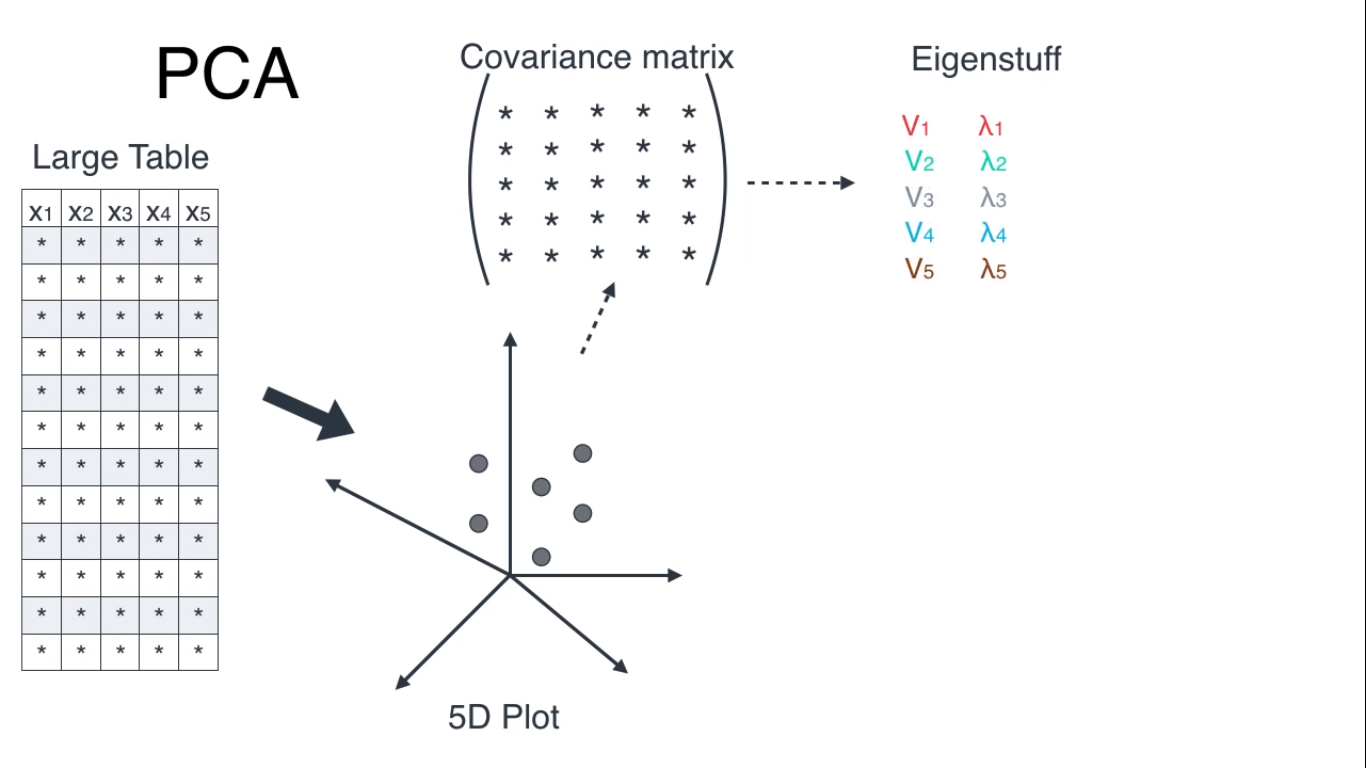 PCA
Large Table
x1 x2 x3 x4 x5
* * * * *
* * * * *
* * * * *
* * * * *
* * * * *
* * * * *
* * * * *
* * * * *
* * * * *
* * * * *
* * * * *
* * * * *
Covariance matrix
* * * * *
* * * * *
* * * * *
* * * * *
* * * * *
Eigenstuff
V1 λ1
V2 λ2
V3 λ3
V4 λ4
V5 λ5
5D Plot